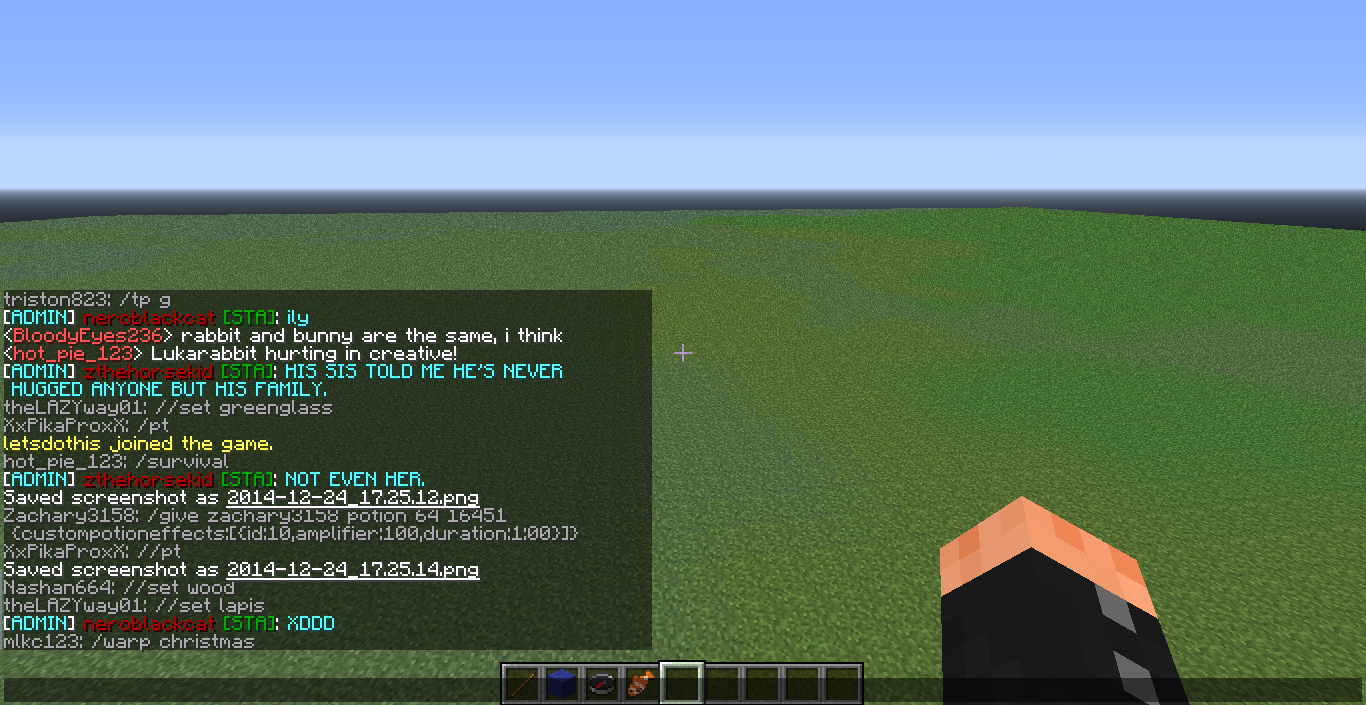 triston823: /tp g
[ADMIN] neroblackcat [STA]: ily
<BloodyEyes236> rabbit and bunny are the same, i think
<hot_pie_123> Lukarabbit hurting in creative!
[ADMIN] zthehorsekid [STA]: HIS SIS TOLD ME HE'S NEVER
HUGGED ANYONE BUT HIS FAMILY.
theLAZYway01: //set greenglass
XxPikaProxX: /pt
letsdothis joined the game.
hot_pie_123: /survival
[ADMIN] zthehorsekid [STA]: NOT EVEN HER.
Saved screenshot as 2014-12-24_17.25.12.png
Zachary3158: /give zachary3158 potion 64 16451
{custompotioneffects:[{id:10,amplifier:100,duration:1:00}]}
XxPikaProxX: //pt
Saved screenshot as 2014-12-24_17.25.14.png
Nashan664: //set wood
theLAZYway01: //set lapis
[ADMIN] neroblackcat [STA]: XDDD
mlkc123: /warp christmas